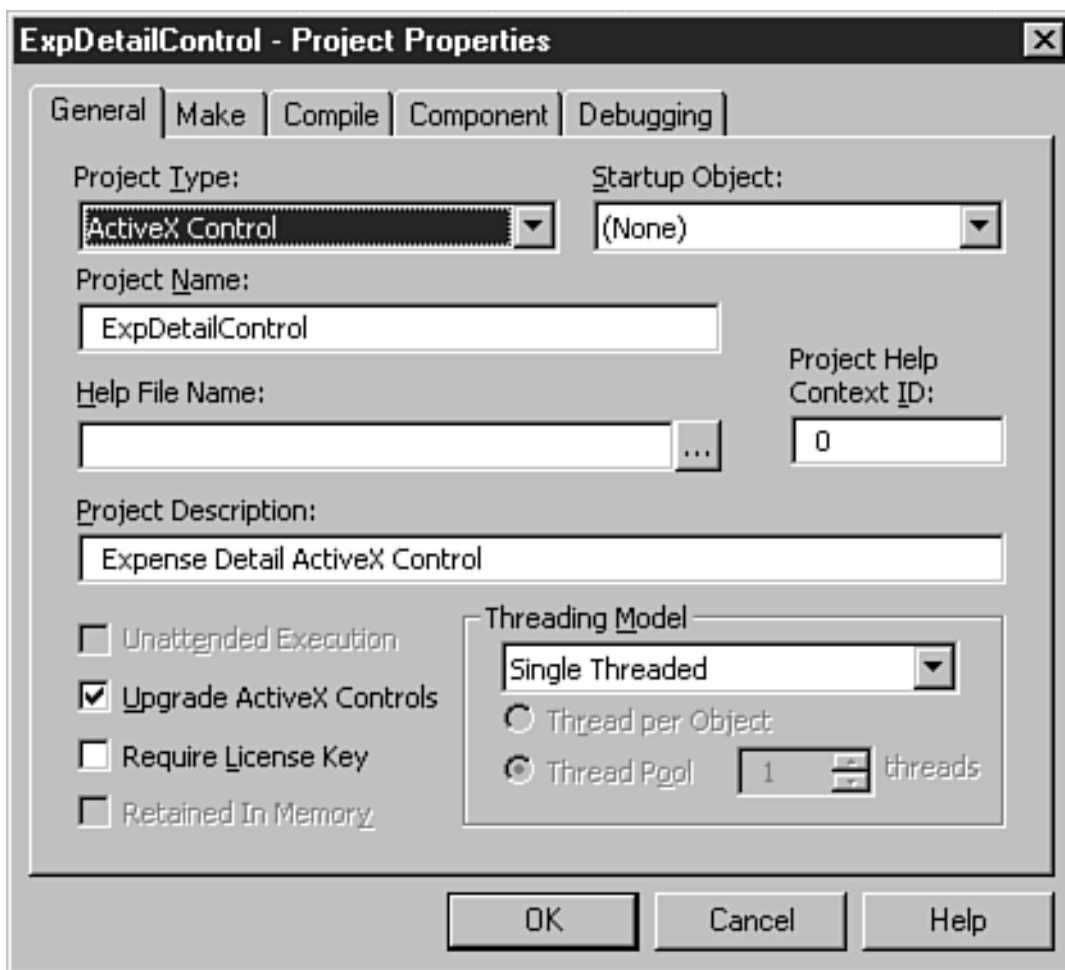 ExpDetailControl - Project Properties
General Make Compile Component Debugging
Project Type: Startup Object:
ActiveX Control (None)
Project Name:
ExpDetailControl
Project Help
Help File Name: Context ID:
... 0
Project Description:
Expense Detail ActiveX Control
Threading Model
Unattended Execution
Single Threaded
Upgrade ActiveX Controls
Thread per Object
Require License Key
Thread Pool 1 threads
Retained In Memory
OK Cancel Help